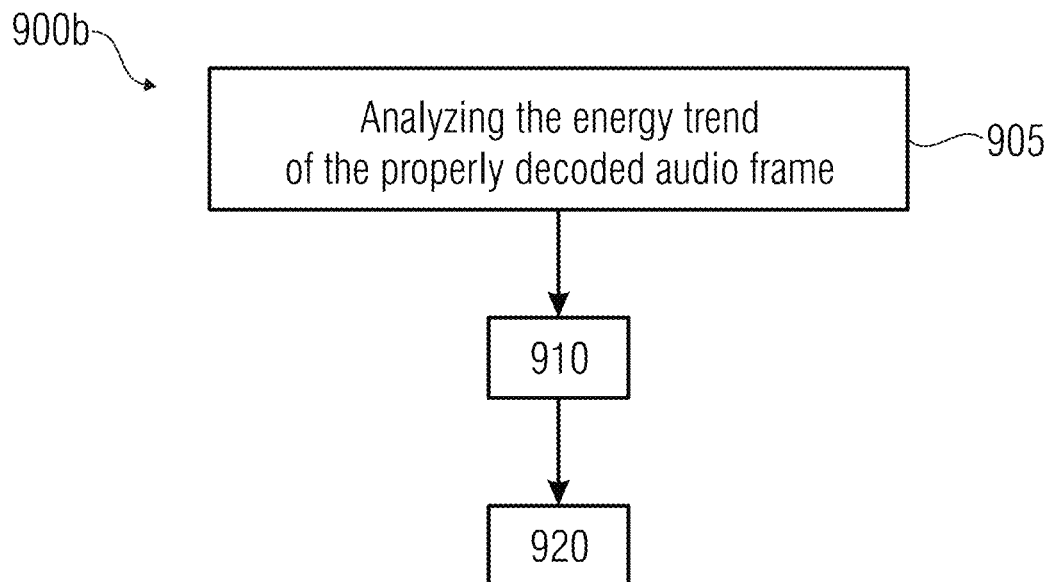 900b
Analyzing the energy trend
of the properly decoded audio frame
905
910
920